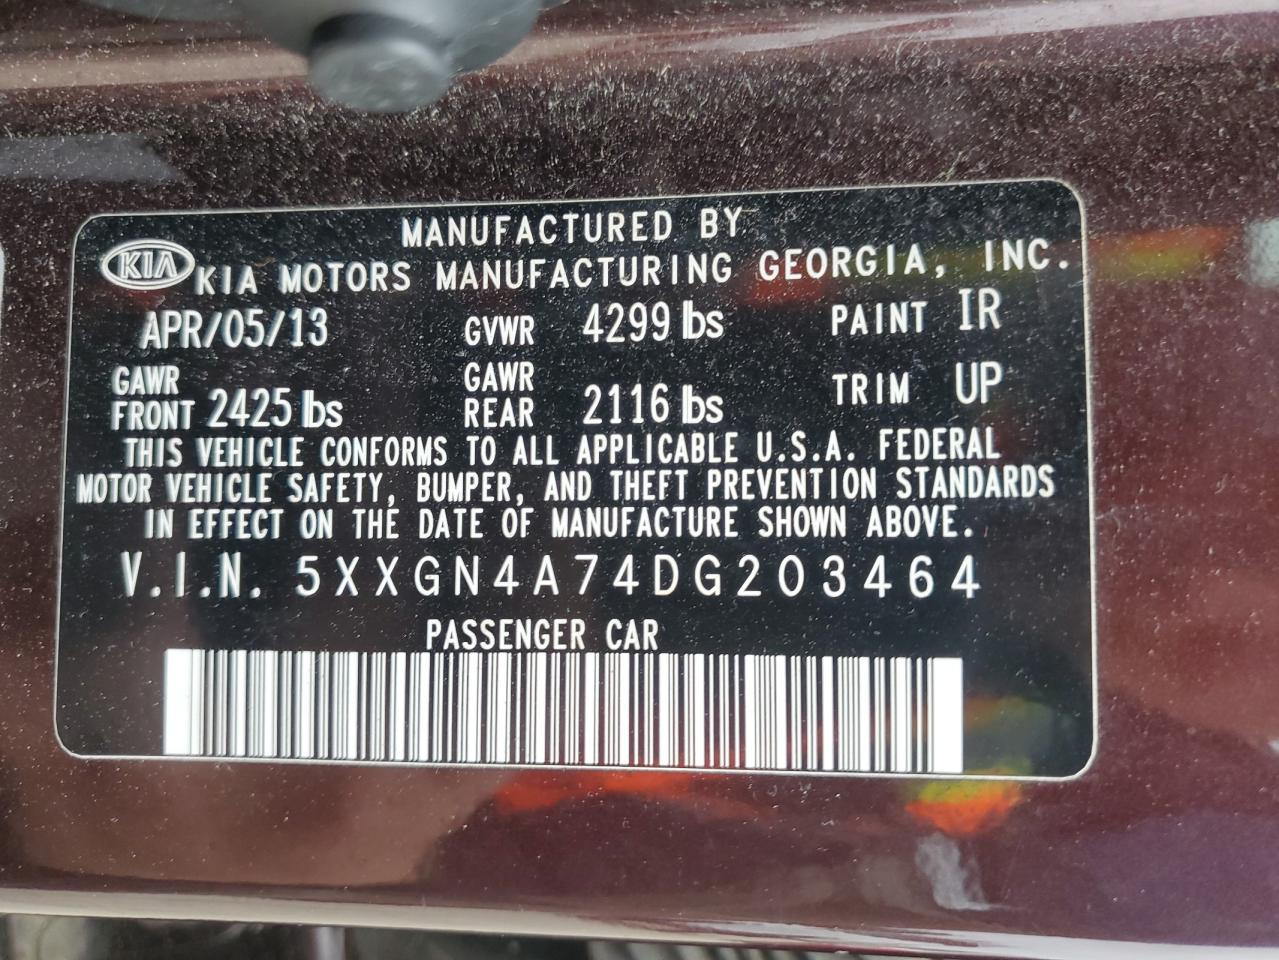 MANUFACTURED BY
KIA KIA MOTORS MANUFACTURING GEORGIA, INC.
APR/05/13 GVWR 4299 lbs PAINT IR
GAWR FRONT 2425 lbs GAWR REAR 2116 lbs TRIM UP
THIS VEHICLE CONFORMS TO ALL APPLICABLE U.S.A. FEDERAL
MOTOR VEHICLE SAFETY, BUMPER, AND THEFT PREVENTION STANDARDS
IN EFFECT ON THE DATE OF MANUFACTURE SHOWN ABOVE.
V.I.N. 5XXGN4A74DG203464
PASSENGER CAR